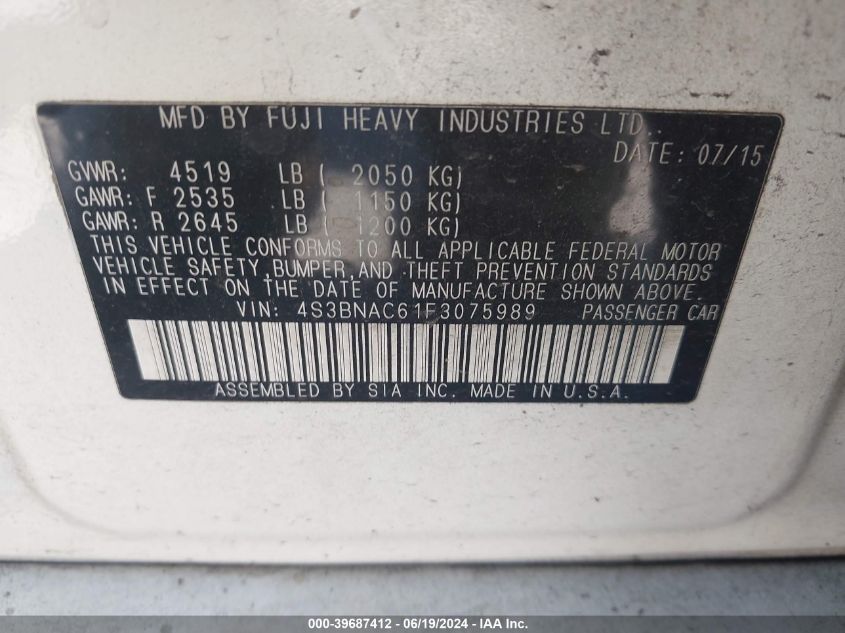 MFD BY FUJI HEAVY INDUSTRIES LTD.
DATE: 07/15
GVWR: 4519 LB ( 2050 KG)
GAWR: F 2535 LB ( 1150 KG)
GAWR: R 2645 LB ( 1200 KG)
THIS VEHICLE CONFORMS TO ALL APPLICABLE FEDERAL MOTOR
VEHICLE SAFETY, BUMPER, AND THEFT PREVENTION STANDARDS
IN EFFECT ON THE DATE OF MANUFACTURE SHOWN ABOVE.
VIN: 4S3BNAC61F3075989 PASSENGER CAR
ASSEMBLED BY SIA INC. MADE IN U.S.A.
000-39687412 - 06/19/2024 - IAA Inc.